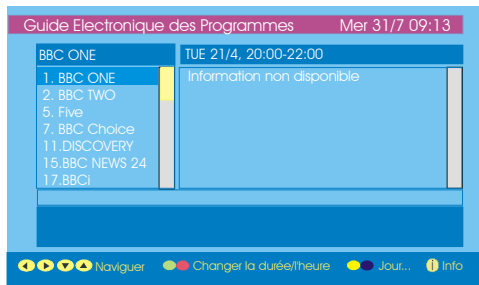 Guide Electronique des Programmes Mer 31/7 09:13
BBC ONE
TUE 21/4, 20:00-22:00
1. BBC ONE
2. BBC TWO
5. Five
7. BBC Choice
11.DISCOVERY
15.BBC NEWS 24
17.BBCi
Information non disponible
Naviguer Changer la durée/l'heure Jour... i Info